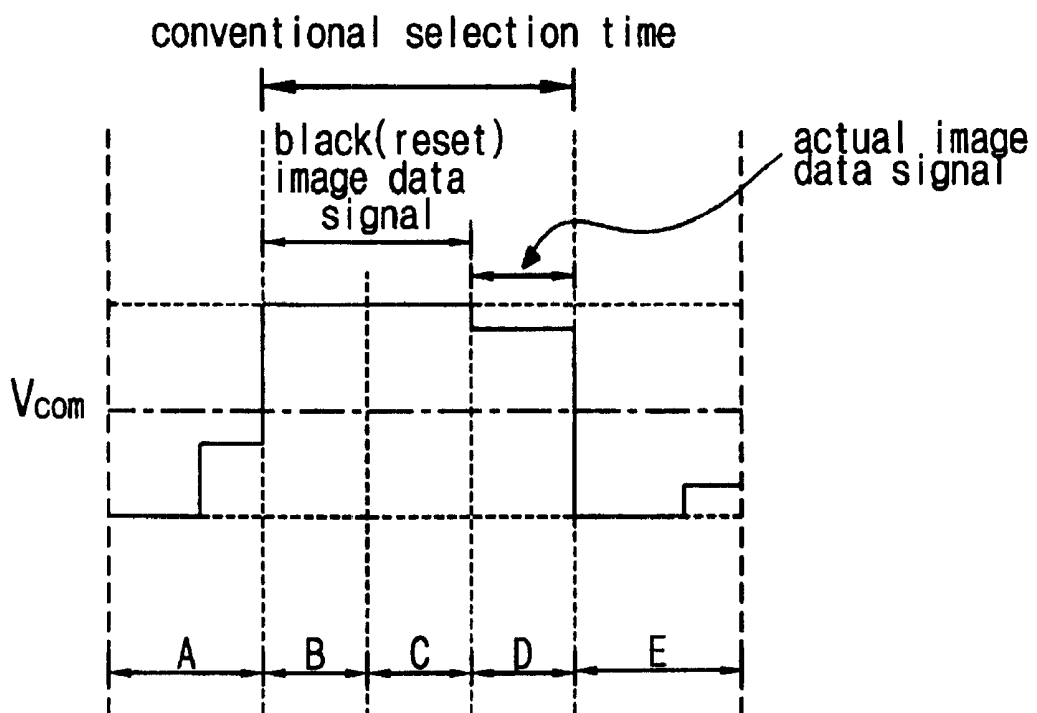 conventional selection time
black(reset)
image data
signal
actual image
data signal
Vcom
A
B
C
D
E